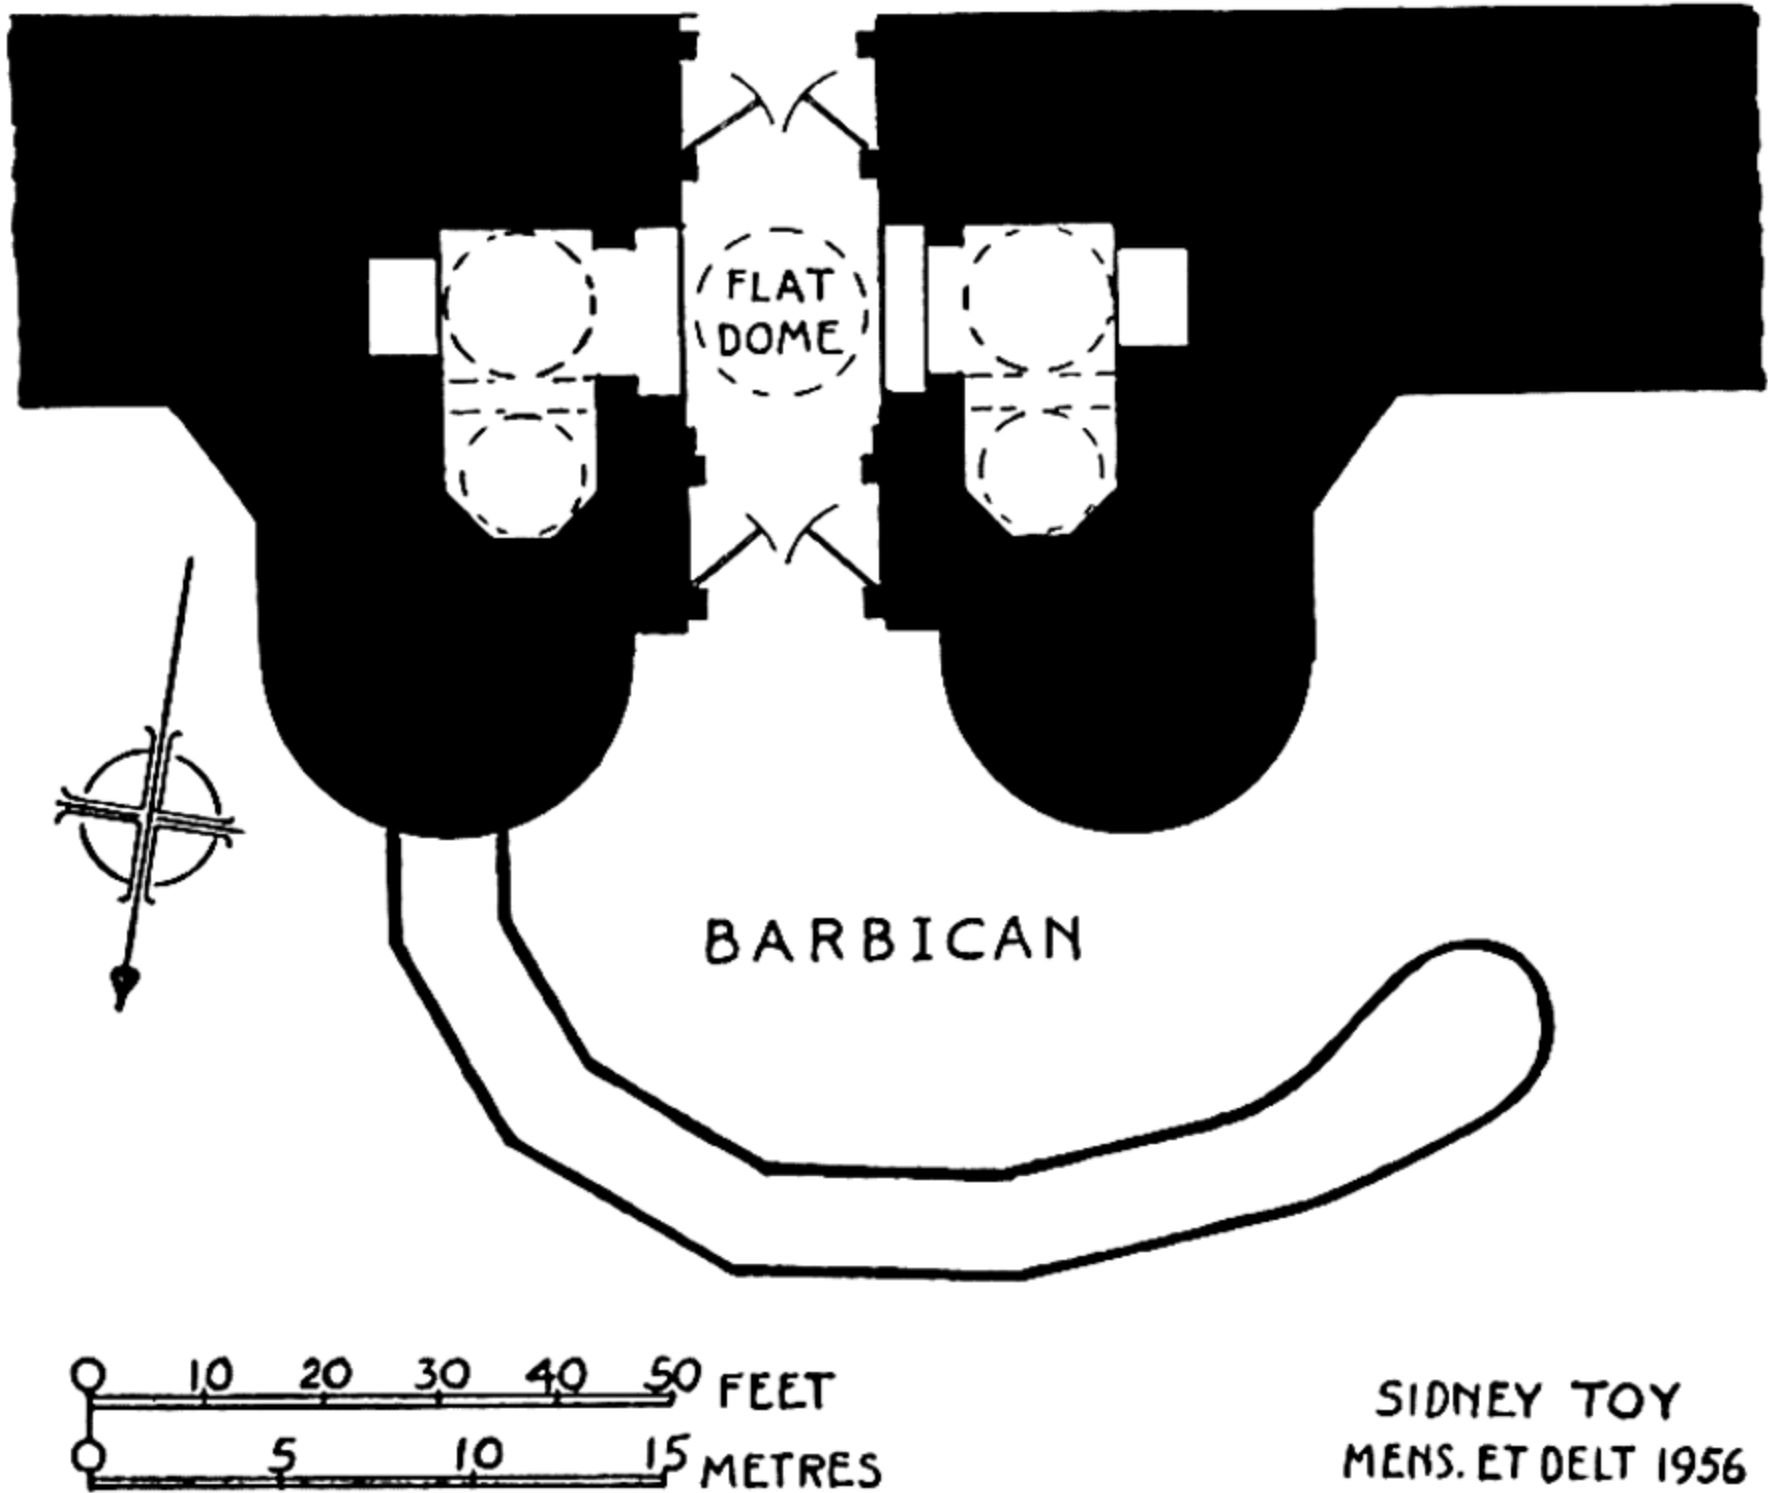 FLAT
DOME
BARBICAN
0 10 20 30 40 50 FEET
0 5 10 15 METRES
SIDNEY TOY
MENS. ET DELT 1956